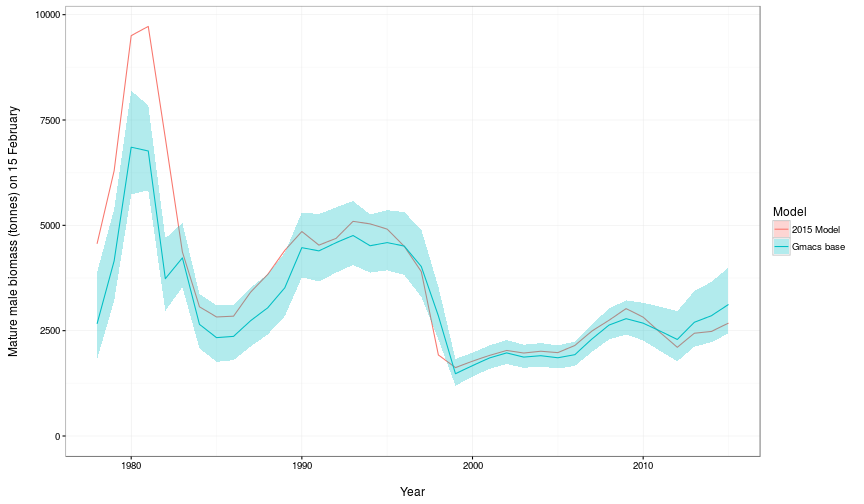 Mature male biomass (tonnes) on 15 February
10000
7500
5000
2500
0
1980
1990
2000
2010
Year
Model
2015 Model
Gmacs base